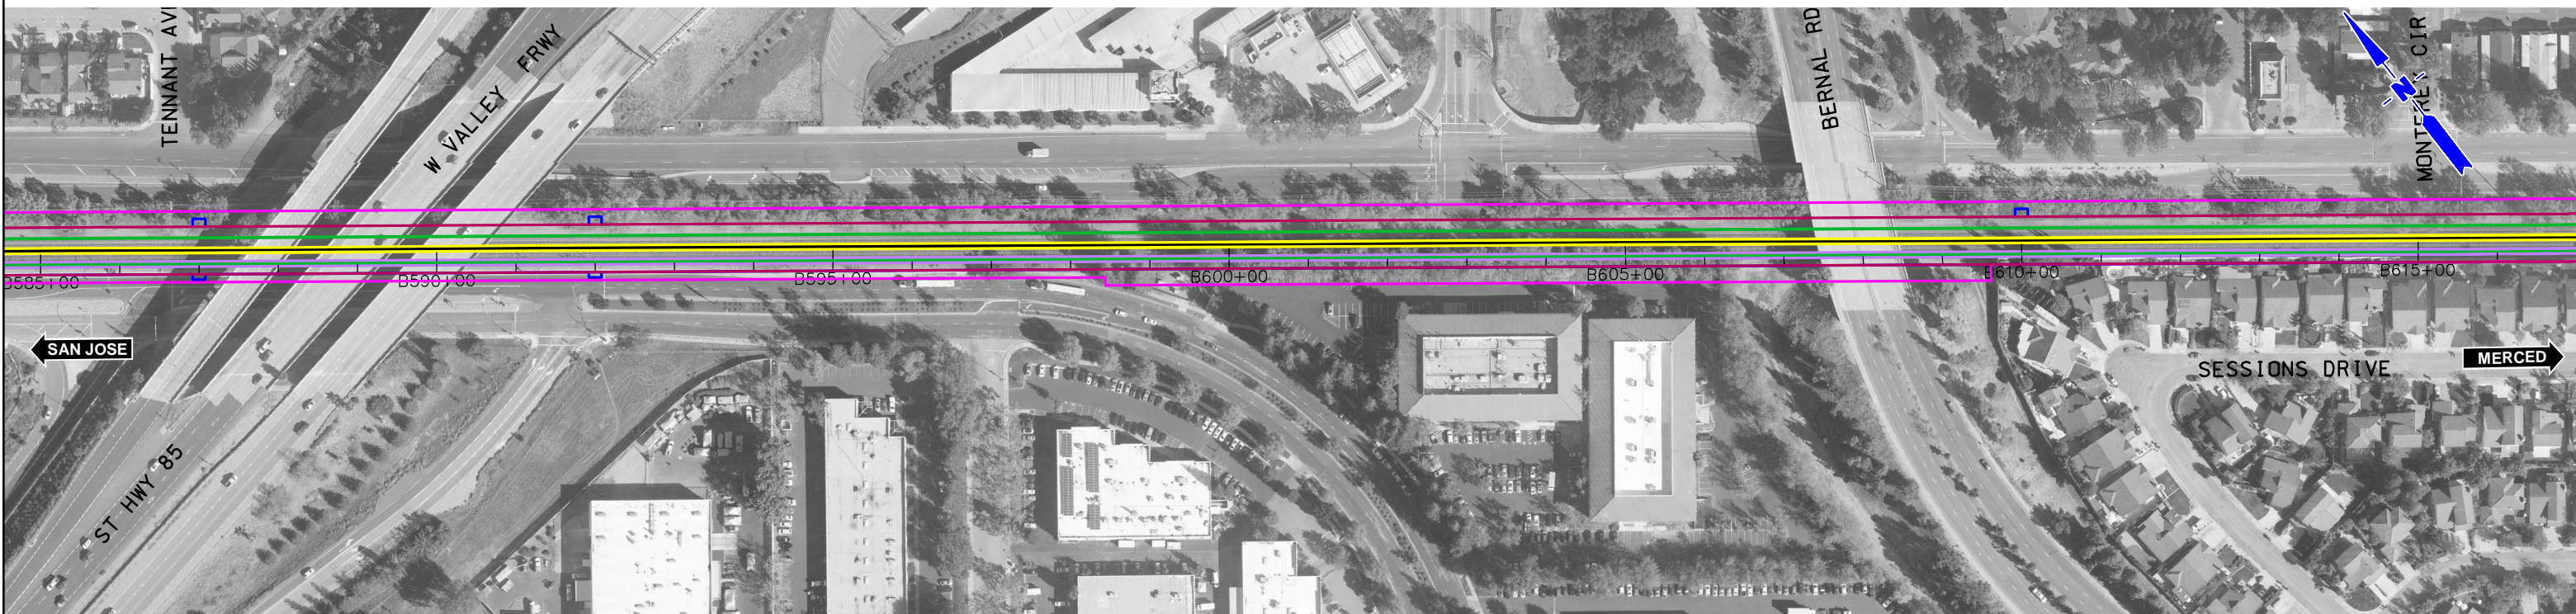 TENNANT AV
W VALLEY FRWY
BERNAL RD
MONTEREY CIR
N
B585+00
B590+00
B595+00
B600+00
B605+00
B610+00
B615+00
SAN JOSE
MERCED
SESSIONS DRIVE
ST HWY 85